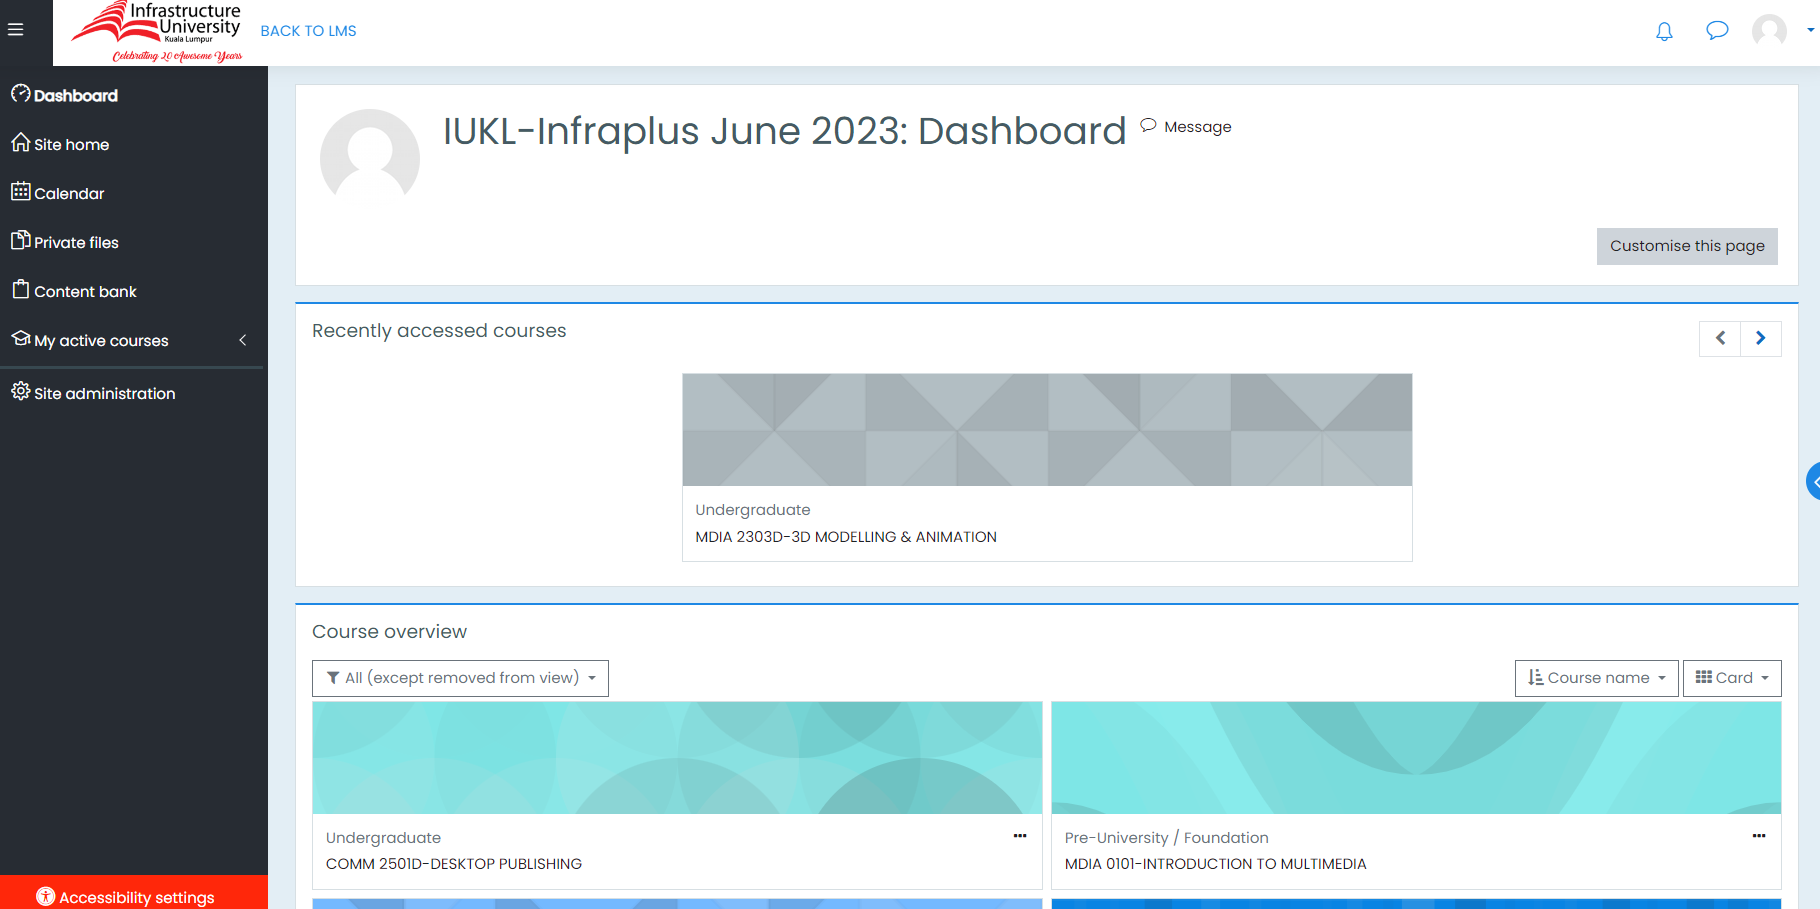 Infrastructure
University
Kuala Lumpur
Celebrating 20 Awesome Years
BACK TO LMS
Dashboard
Site home
Calendar
Private files
Content bank
My active courses
Site administration
Accessibility settings
IUKL-Infraplus June 2023: Dashboard
Message
Customise this page
Recently accessed courses
Undergraduate
MDIA 2303D-3D MODELLING & ANIMATION
Course overview
All (except removed from view)
Course name
Card
Undergraduate
COMM 2501D-DESKTOP PUBLISHING
Pre-University / Foundation
MDIA 0101-INTRODUCTION TO MULTIMEDIA